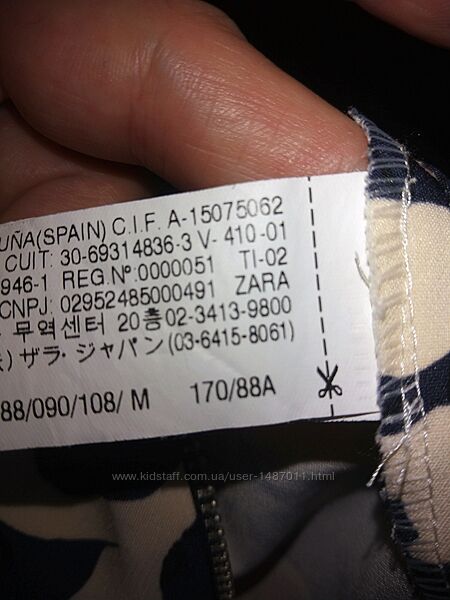 UÑA(SPAIN) C.I.F. A-15075062
CUIT: 30-69314836-3 V- 410-01
946-1 REG.Nº:0000051 TI-02
CNPJ: 02952485000491 ZARA
무역센터 20층02-3413-9800
) ザラ・ジャパン(03-6415-8061)
88/090/108/ M 170/88A
www.kidstaff.com.ua/user-1487011.html